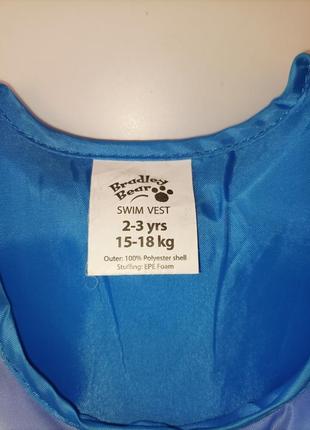 Bradley
Bear
SWIM VEST
2-3 yrs
15-18 kg
Outer: 100% Polyester shell
Stuffing: EPE Foam